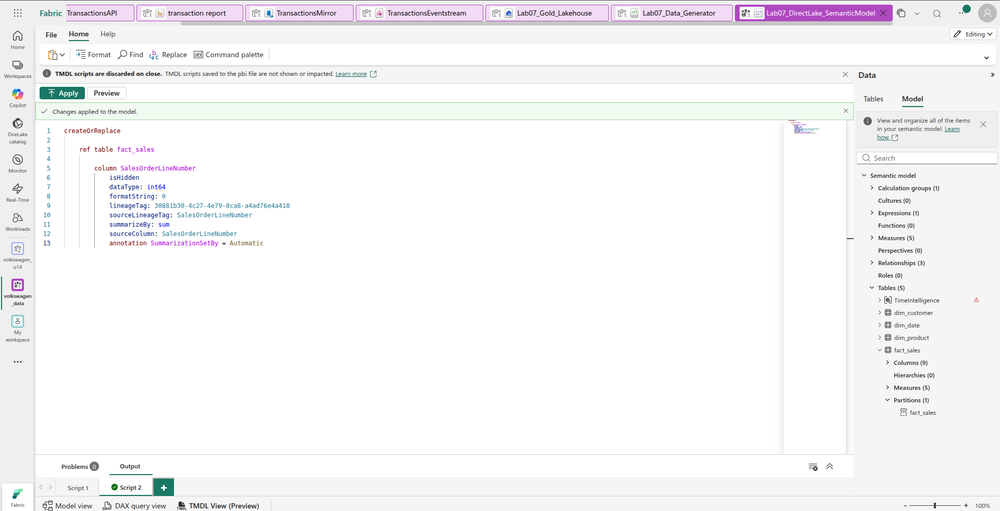 Fabric TransactionsAPI transaction report TransactionsMirror TransactionsEventstream Lab07_Gold_Lakehouse Lab07_Data_Generator Lab07_DirectLake_SemanticModel
File Home Help Editing
Format Find Replace Command palette
TMDL scripts are discarded on close. TMDL scripts saved to the pbi file are not shown or impacted. Learn more
Apply Preview
Changes applied to the model.
1 createOrReplace
2
3 ref table fact_sales
4
5 column SalesOrderLineNumber
6 isHidden
7 dataType: int64
8 formatString: 0
9 lineageTag: 30881b30-4c27-4e79-8ca8-a4ad76e4a418
10 sourceLineageTag: SalesOrderLineNumber
11 summarizeBy: sum
12 sourceColumn: SalesOrderLineNumber
13 annotation SummarizationSetBy = Automatic
Home
Workspaces
Copilot
OneLake
catalog
Monitor
Real-Time
Workloads
volkswagen_
u14
volkswagen
_data
My
workspace
Fabric
Data
Tables Model
View and organize all of the items
in your semantic model. Learn
how
Search
Semantic model
Calculation groups (1)
Cultures (0)
Expressions (1)
Functions (0)
Measures (5)
Perspectives (0)
Relationships (3)
Roles (0)
Tables (5)
TimeIntelligence
dim_customer
dim_date
dim_product
fact_sales
Columns (9)
Hierarchies (0)
Measures (5)
Partitions (1)
fact_sales
Problems 0 Output
Script 1 Script 2 +
Model view DAX query view TMDL View (Preview)
- + 100%